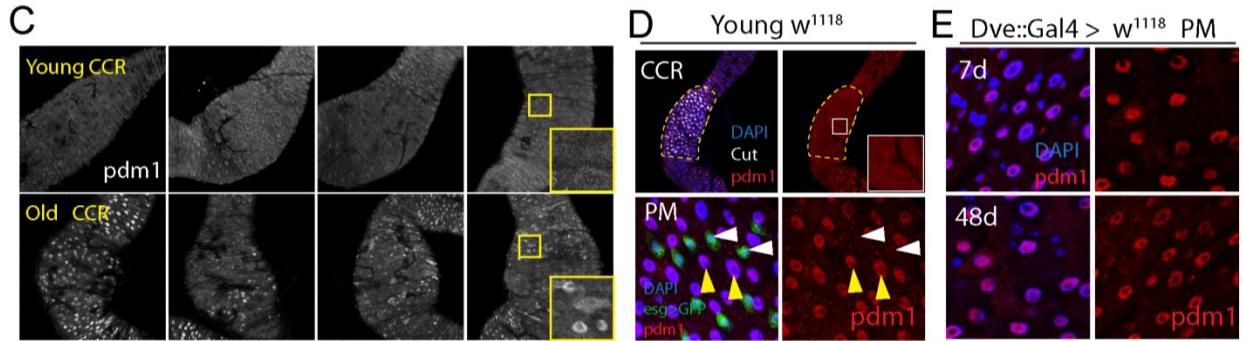 C
Young CCR
pdm1
Old CCR
D
Young w1118
CCR
DAPI
Cut
pdm1
PM
DAPI
esg>GFP
pdm1
pdm1
E
Dve::Gal4 > w1118 PM
7d
DAPI
pdm1
48d
pdm1